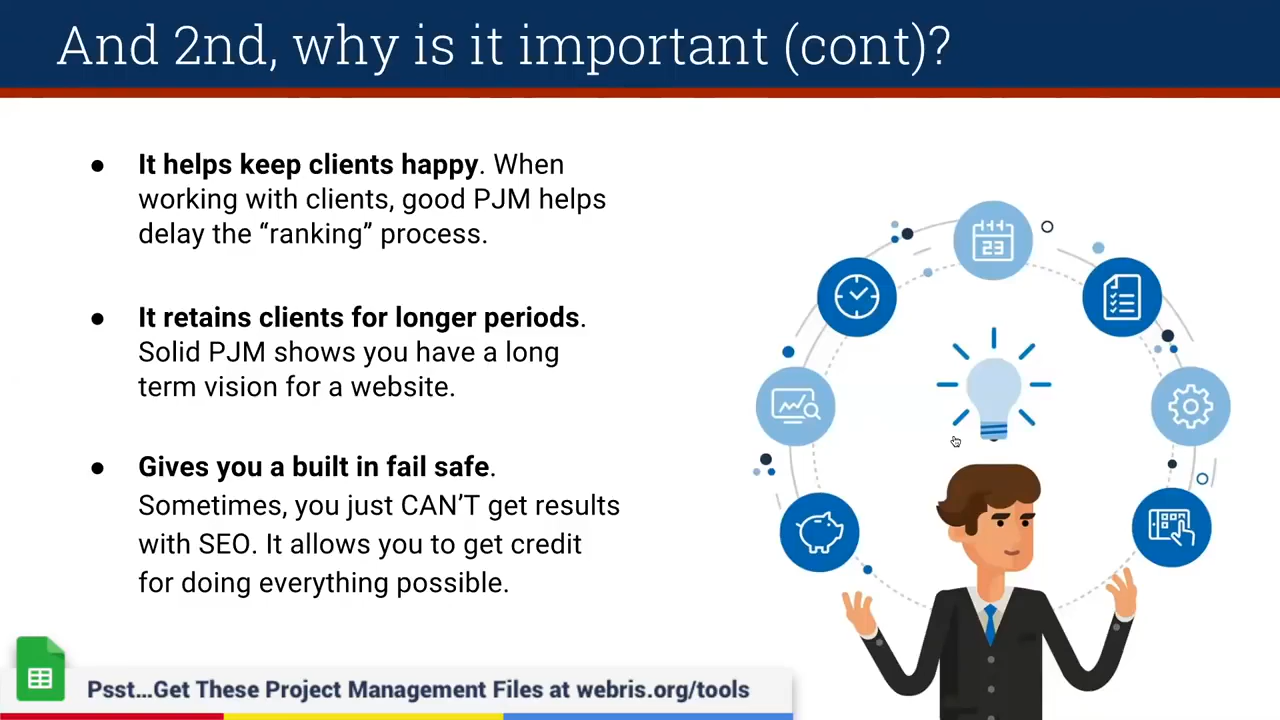 And 2nd, why is it important (cont)?
● It helps keep clients happy. When
working with clients, good PJM helps
delay the “ranking” process.
● It retains clients for longer periods.
Solid PJM shows you have a long
term vision for a website.
● Gives you a built in fail safe.
Sometimes, you just CAN’T get results
with SEO. It allows you to get credit
for doing everything possible.
23
Psst...Get These Project Management Files at webris.org/tools